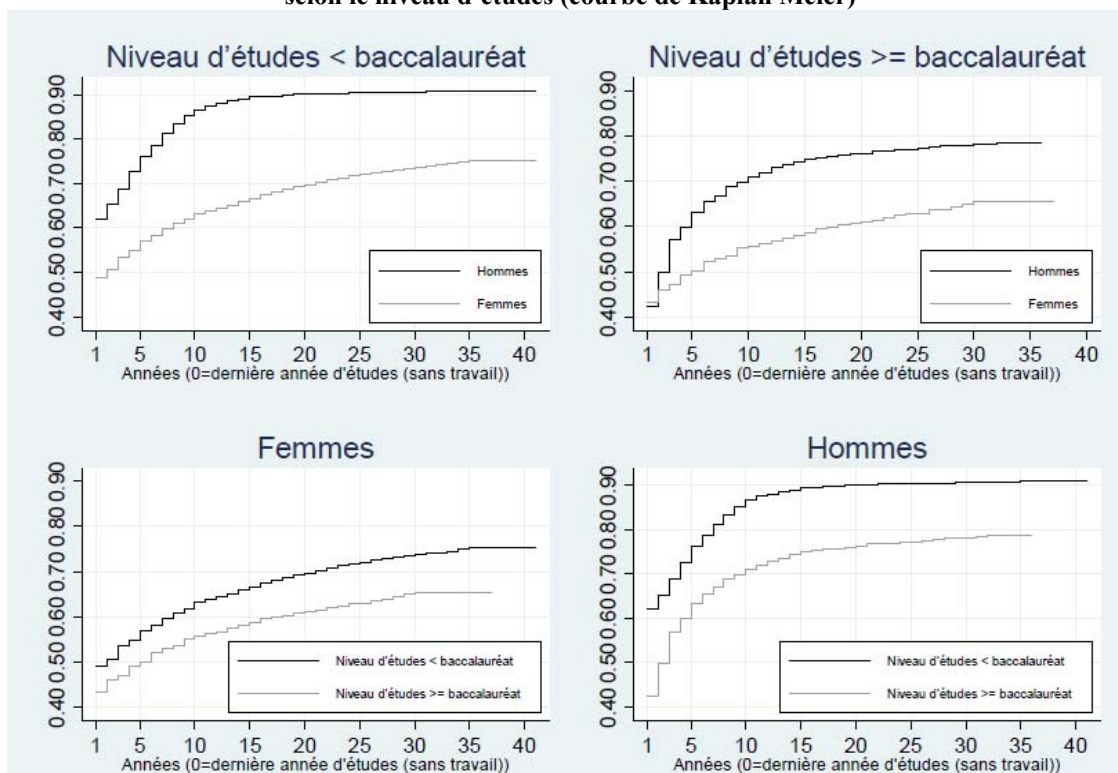 selon le niveau d'études (courbe de Kaplan Meier)
Niveau d'études < baccalauréat
0.40 0.50 0.60 0.70 0.80 0.90
Hommes
Femmes
1 5 10 15 20 25 30 35 40
Années (0=dernière année d'études (sans travail))
Niveau d'études >= baccalauréat
0.40 0.50 0.60 0.70 0.80 0.90
Hommes
Femmes
1 5 10 15 20 25 30 35 40
Années (0=dernière année d'études (sans travail))
Femmes
0.40 0.50 0.60 0.70 0.80 0.90
Niveau d'études < baccalauréat
Niveau d'études >= baccalauréat
1 5 10 15 20 25 30 35 40
Années (0=dernière année d'études (sans travail))
Hommes
0.40 0.50 0.60 0.70 0.80 0.90
Niveau d'études < baccalauréat
Niveau d'études >= baccalauréat
1 5 10 15 20 25 30 35 40
Années (0=dernière année d'études (sans travail))